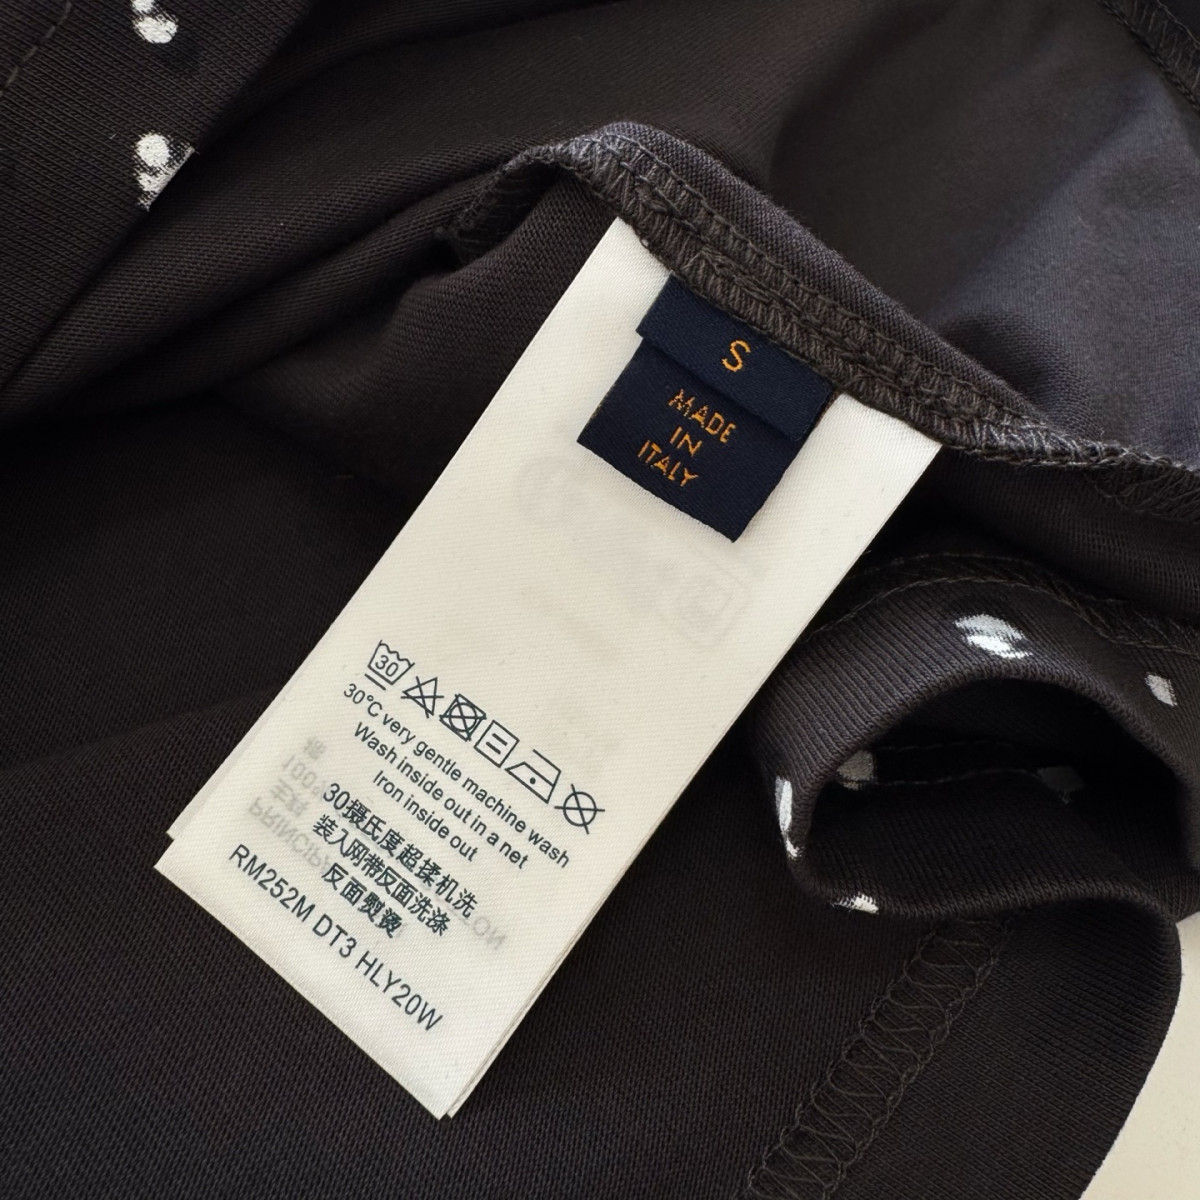 S
MADE
IN
ITALY
30
30°C very gentle machine wash
Wash inside out in a net
Iron inside out
30摄氏度超揉机洗
装入网带反面洗涤
反面熨烫
RM252M DT3 HLY20W